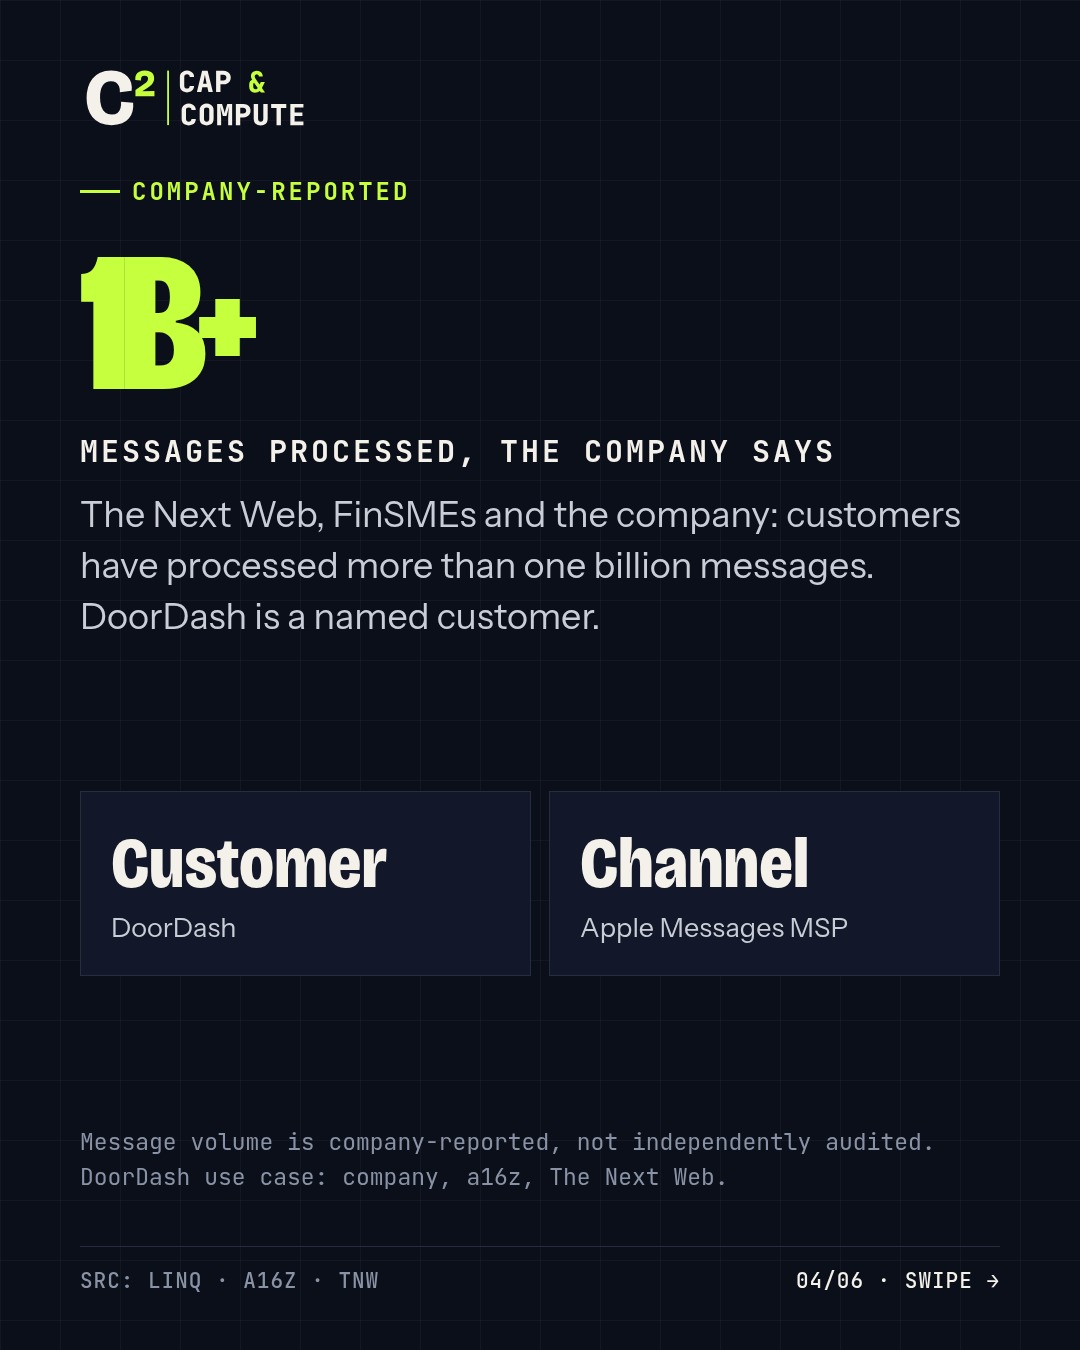 C² CAP &
COMPUTE
COMPANY-REPORTED
1B+
MESSAGES PROCESSED, THE COMPANY SAYS
The Next Web, FinSMEs and the company: customers
have processed more than one billion messages.
DoorDash is a named customer.
Customer
DoorDash
Channel
Apple Messages MSP
Message volume is company-reported, not independently audited.
DoorDash use case: company, a16z, The Next Web.
SRC: LINQ · A16Z · TNW
04/06 · SWIPE →